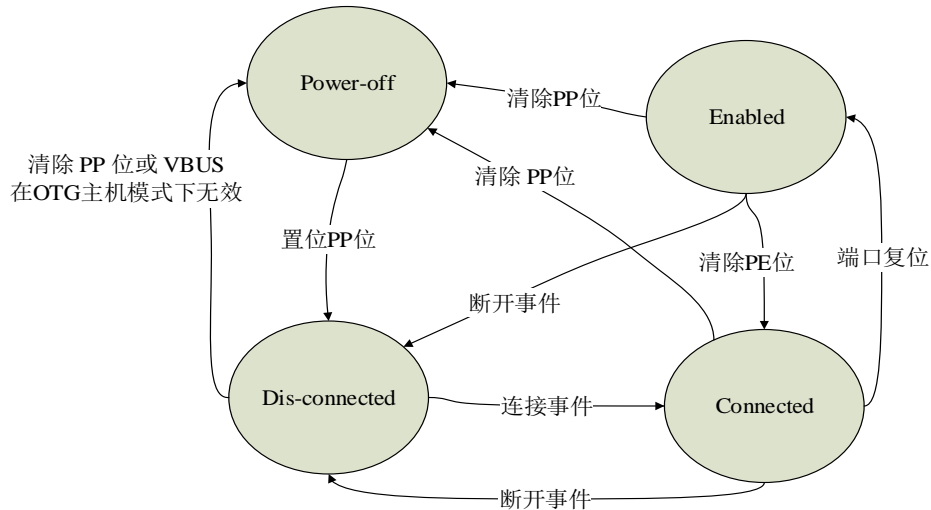 Power-off
Enabled
清除PP位
清除 PP 位或 VBUS
在OTG主机模式下无效
清除 PP位
置位PP位
清除PE位
端口复位
断开事件
Dis-connected
连接事件
Connected
断开事件